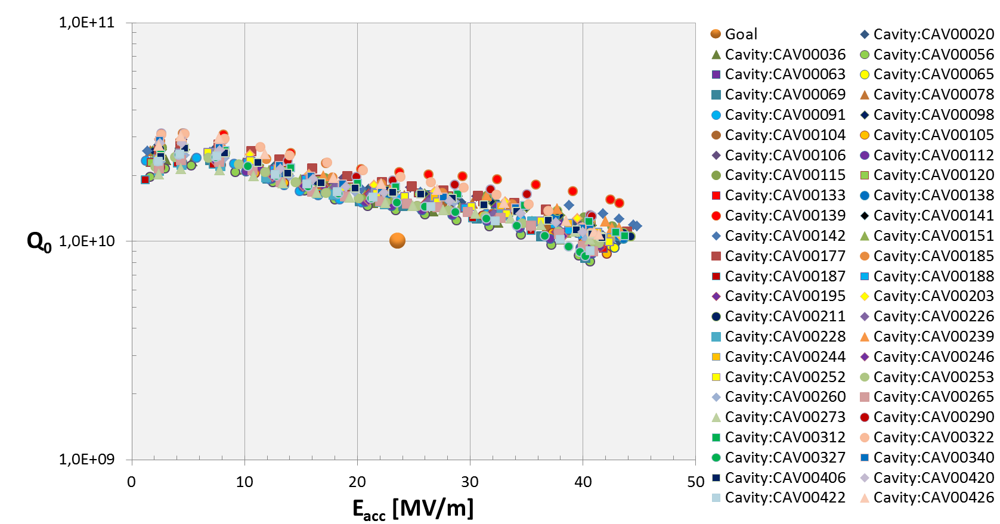 1,0E+11
1,0E+10
1,0E+09
Q0
0 10 20 30 40 50
Eacc [MV/m]
Goal Cavity:CAV00020
Cavity:CAV00036 Cavity:CAV00056
Cavity:CAV00063 Cavity:CAV00065
Cavity:CAV00069 Cavity:CAV00078
Cavity:CAV00091 Cavity:CAV00098
Cavity:CAV00104 Cavity:CAV00105
Cavity:CAV00106 Cavity:CAV00112
Cavity:CAV00115 Cavity:CAV00120
Cavity:CAV00133 Cavity:CAV00138
Cavity:CAV00139 Cavity:CAV00141
Cavity:CAV00142 Cavity:CAV00151
Cavity:CAV00177 Cavity:CAV00185
Cavity:CAV00187 Cavity:CAV00188
Cavity:CAV00195 Cavity:CAV00203
Cavity:CAV00211 Cavity:CAV00226
Cavity:CAV00228 Cavity:CAV00239
Cavity:CAV00244 Cavity:CAV00246
Cavity:CAV00252 Cavity:CAV00253
Cavity:CAV00260 Cavity:CAV00265
Cavity:CAV00273 Cavity:CAV00290
Cavity:CAV00312 Cavity:CAV00322
Cavity:CAV00327 Cavity:CAV00340
Cavity:CAV00406 Cavity:CAV00420
Cavity:CAV00422 Cavity:CAV00426